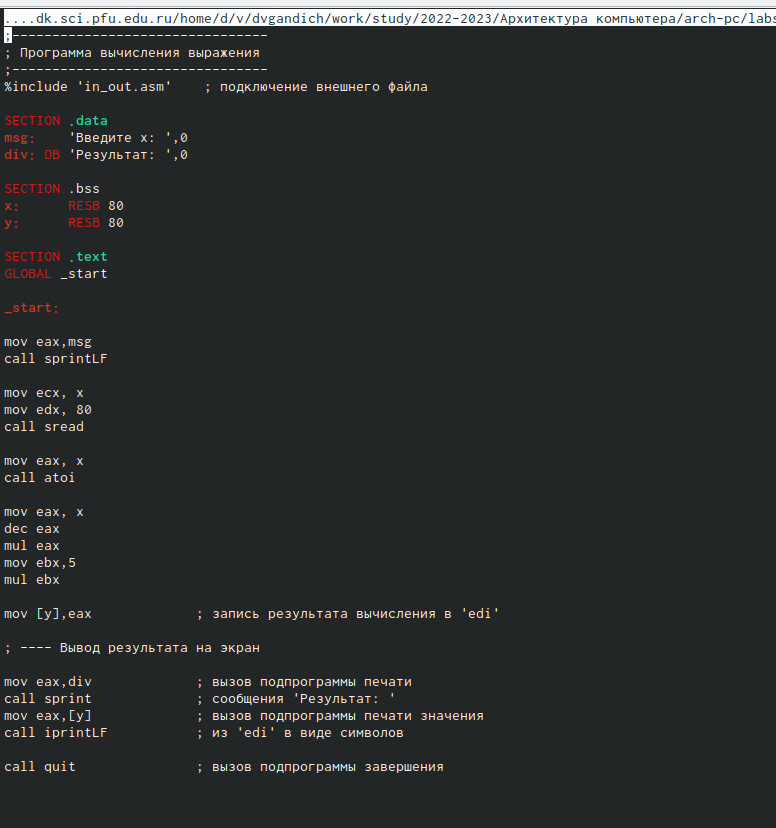 ....dk.sci.pfu.edu.ru/home/d/v/dvgandich/work/study/2022-2023/Архитектура компьютера/arch-pc/labs
;--------------------------------
; Программа вычисления выражения
;--------------------------------
%include 'in_out.asm'    ; подключение внешнего файла
SECTION .data
msg:    'Введите x: ',0
div: DB 'Результат: ',0
SECTION .bss
x:      RESB 80
y:      RESB 80
SECTION .text
GLOBAL _start
_start:
mov eax,msg
call sprintLF
mov ecx, x
mov edx, 80
call sread
mov eax, x
call atoi
mov eax, x
dec eax
mul eax
mov ebx,5
mul ebx
mov [y],eax             ; запись результата вычисления в 'edi'
; ---- Вывод результата на экран
mov eax,div             ; вызов подпрограммы печати
call sprint             ; сообщения 'Результат: '
mov eax,[y]             ; вызов подпрограммы печати значения
call iprintLF           ; из 'edi' в виде символов
call quit               ; вызов подпрограммы завершения